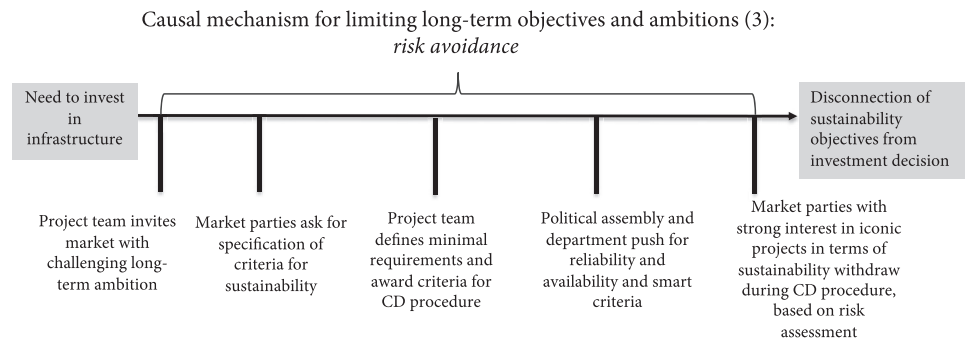 Causal mechanism for limiting long-term objectives and ambitions (3):
risk avoidance
Need to invest
in
infrastructure
Disconnection of
sustainability
objectives from
investment decision
Project team invites
market with
challenging long-
term ambition
Market parties ask for
specification of
criteria for
sustainability
Project team
defines minimal
requirements and
award criteria for
CD procedure
Political assembly and
department push for
reliability and
availability and smart
criteria
Market parties with
strong interest in iconic
projects in terms of
sustainability withdraw
during CD procedure,
based on risk
assessment